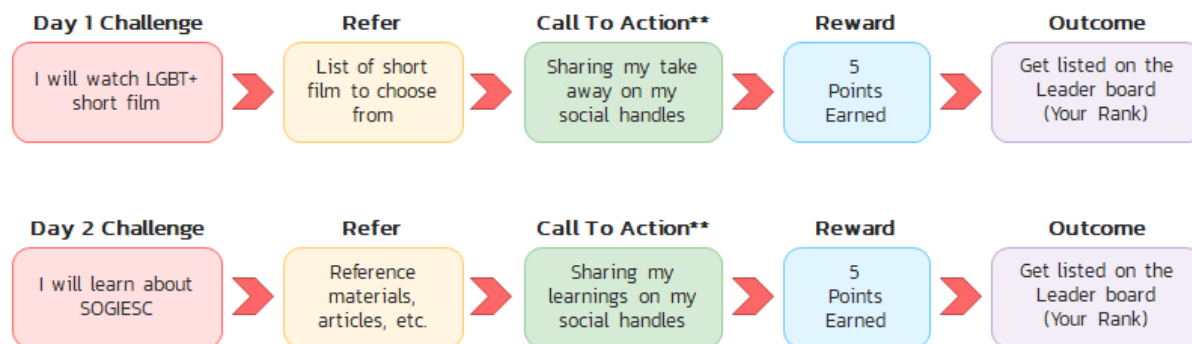 Day 1 Challenge
Refer
Call To Action**
Reward
Outcome
I will watch LGBT+
short film
List of short
film to choose
from
Sharing my take
away on my
social handles
5
Points
Earned
Get listed on the
Leader board
(Your Rank)
Day 2 Challenge
Refer
Call To Action**
Reward
Outcome
I will learn about
SOGIESC
Reference
materials,
articles, etc.
Sharing my
learnings on my
social handles
5
Points
Earned
Get listed on the
Leader board
(Your Rank)